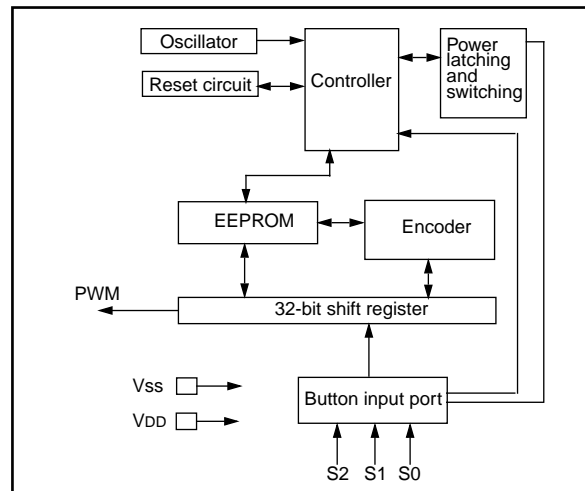 Oscillator
Reset circuit
Controller
Power
latching
and
switching
EEPROM
Encoder
PWM
32-bit shift register
Vss
VDD
Button input port
S2 S1 S0